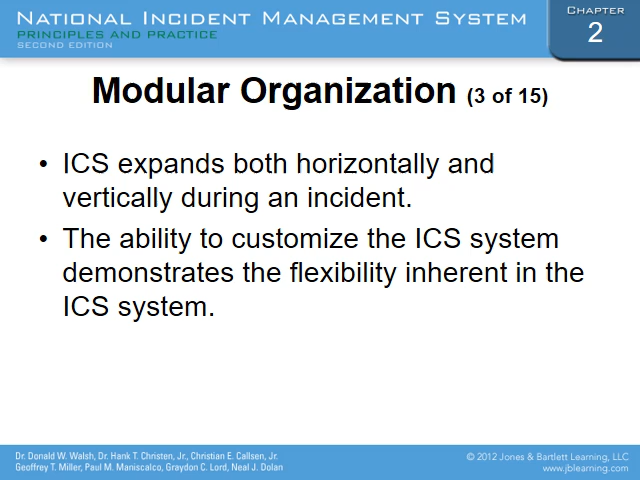 NATIONAL INCIDENT MANAGEMENT SYSTEM
PRINCIPLES AND PRACTICE
SECOND EDITION
CHAPTER
2
Modular Organization (3 of 15)
• ICS expands both horizontally and
vertically during an incident.
• The ability to customize the ICS system
demonstrates the flexibility inherent in the
ICS system.
Dr. Donald W. Walsh, Dr. Hank T. Christen, Jr., Christian E. Callsen, Jr.
Geoffrey T. Miller, Paul M. Maniscalco, Graydon C. Lord, Neal J. Dolan
© 2012 Jones & Bartlett Learning, LLC
www.jblearning.com